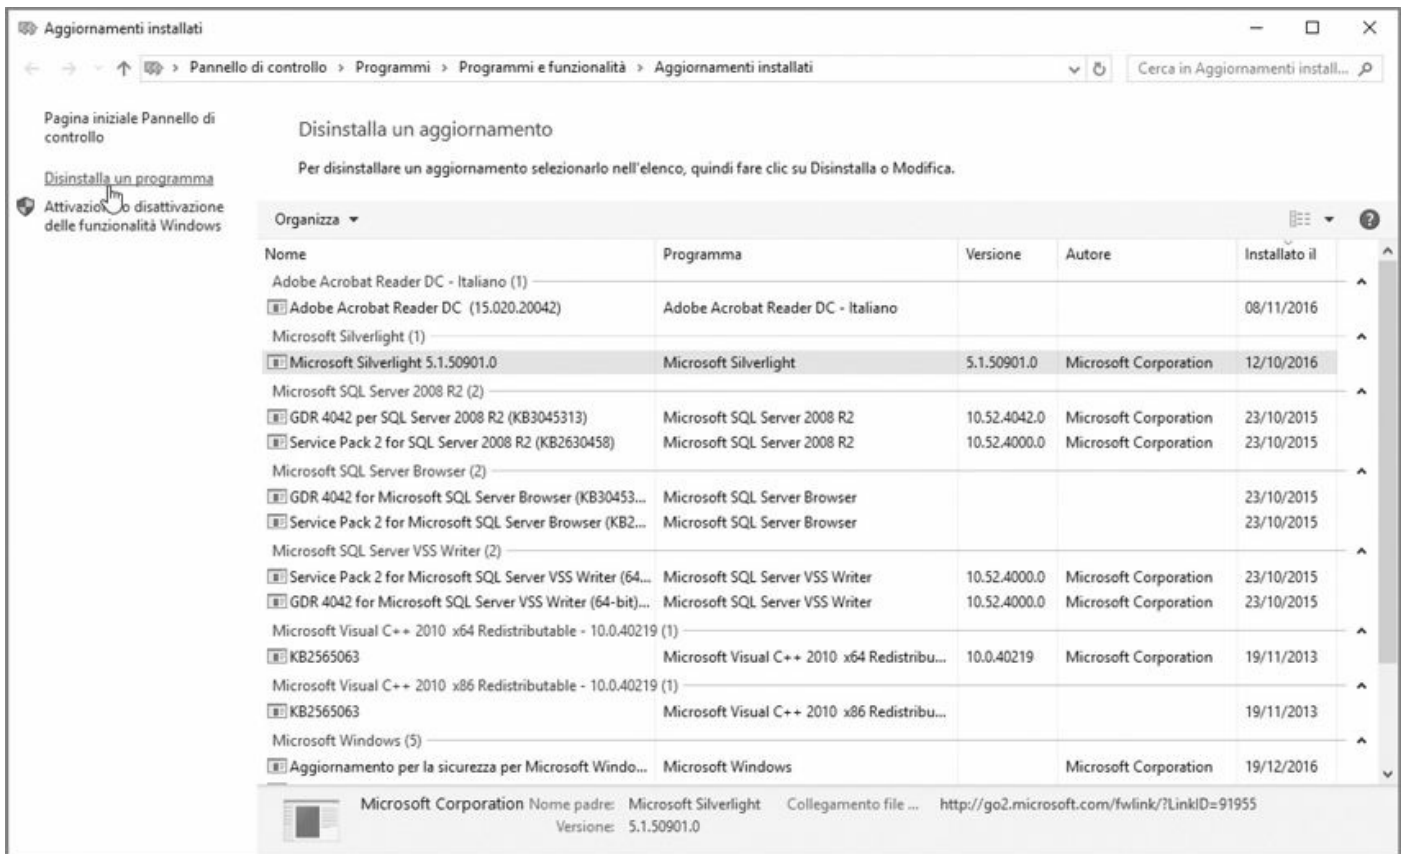 Aggiornamenti installati
Pannello di controllo > Programmi > Programmi e funzionalità > Aggiornamenti installati
Cerca in Aggiornamenti install...
Pagina iniziale Pannello di
controllo
Disinstalla un programma
Attivazio o disattivazione
delle funzionalità Windows
Disinstalla un aggiornamento
Per disinstallare un aggiornamento selezionarlo nell'elenco, quindi fare clic su Disinstalla o Modifica.
Organizza
Nome Programma Versione Autore Installato il
Adobe Acrobat Reader DC - Italiano (1)
Adobe Acrobat Reader DC (15.020.20042) Adobe Acrobat Reader DC - Italiano 08/11/2016
Microsoft Silverlight (1)
Microsoft Silverlight 5.1.50901.0 Microsoft Silverlight 5.1.50901.0 Microsoft Corporation 12/10/2016
Microsoft SQL Server 2008 R2 (2)
GDR 4042 per SQL Server 2008 R2 (KB3045313) Microsoft SQL Server 2008 R2 10.52.4042.0 Microsoft Corporation 23/10/2015
Service Pack 2 for SQL Server 2008 R2 (KB2630458) Microsoft SQL Server 2008 R2 10.52.4000.0 Microsoft Corporation 23/10/2015
Microsoft SQL Server Browser (2)
GDR 4042 for Microsoft SQL Server Browser (KB30453... Microsoft SQL Server Browser 23/10/2015
Service Pack 2 for Microsoft SQL Server Browser (KB2... Microsoft SQL Server Browser 23/10/2015
Microsoft SQL Server VSS Writer (2)
Service Pack 2 for Microsoft SQL Server VSS Writer (64... Microsoft SQL Server VSS Writer 10.52.4000.0 Microsoft Corporation 23/10/2015
GDR 4042 for Microsoft SQL Server VSS Writer (64-bit)... Microsoft SQL Server VSS Writer 10.52.4000.0 Microsoft Corporation 23/10/2015
Microsoft Visual C++ 2010 x64 Redistributable - 10.0.40219 (1)
KB2565063 Microsoft Visual C++ 2010 x64 Redistribu... 10.0.40219 Microsoft Corporation 19/11/2013
Microsoft Visual C++ 2010 x86 Redistributable - 10.0.40219 (1)
KB2565063 Microsoft Visual C++ 2010 x86 Redistribu... 19/11/2013
Microsoft Windows (5)
Aggiornamento per la sicurezza per Microsoft Windo... Microsoft Windows Microsoft Corporation 19/12/2016
Microsoft Corporation Nome padre: Microsoft Silverlight Collegamento file ... http://go2.microsoft.com/fwlink/?LinkID=91955
Versione: 5.1.50901.0